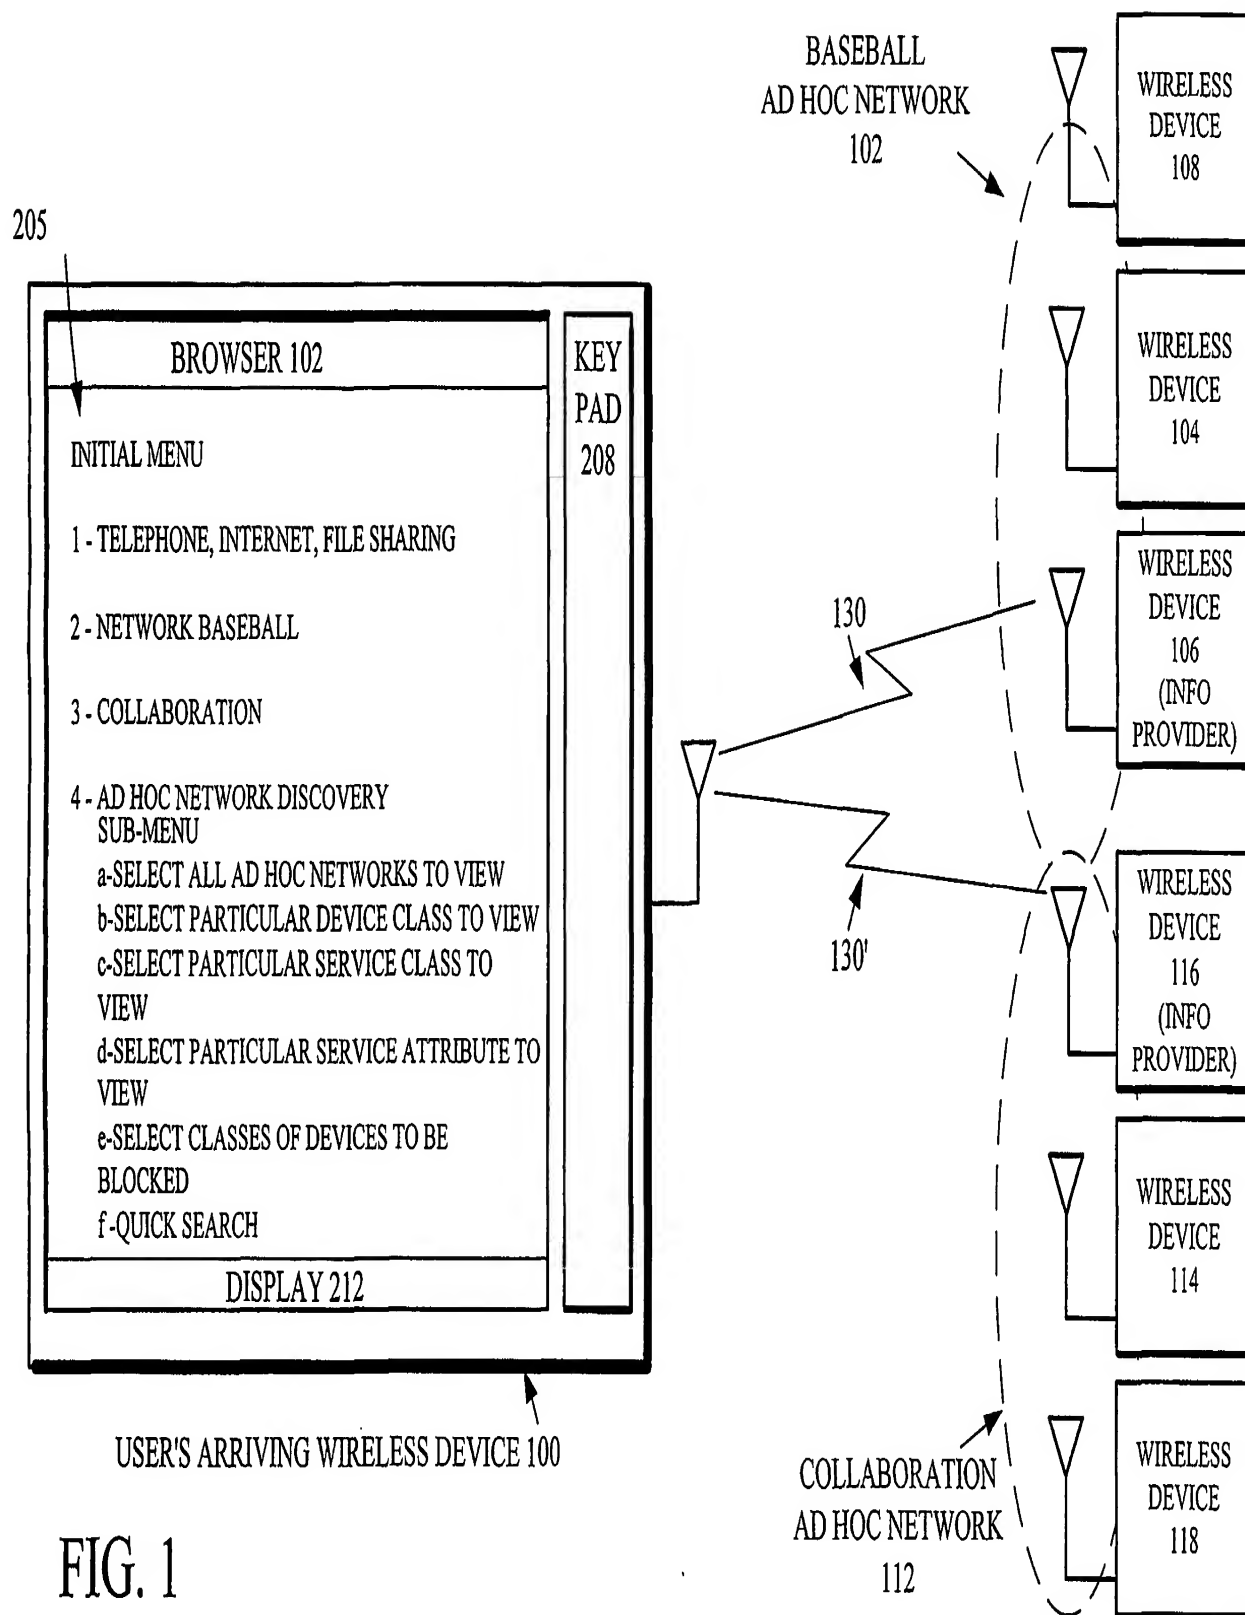 205
BROWSER 102
INITIAL MENU
1 - TELEPHONE, INTERNET, FILE SHARING
2 - NETWORK BASEBALL
3 - COLLABORATION
4 - AD HOC NETWORK DISCOVERY
SUB-MENU
a-SELECT ALL AD HOC NETWORKS TO VIEW
b-SELECT PARTICULAR DEVICE CLASS TO VIEW
c-SELECT PARTICULAR SERVICE CLASS TO
VIEW
d-SELECT PARTICULAR SERVICE ATTRIBUTE TO
VIEW
e-SELECT CLASSES OF DEVICES TO BE
BLOCKED
f -QUICK SEARCH
DISPLAY 212
KEY
PAD
208
USER'S ARRIVING WIRELESS DEVICE 100
130
130'
BASEBALL
AD HOC NETWORK
102
WIRELESS
DEVICE
108
WIRELESS
DEVICE
104
WIRELESS
DEVICE
106
(INFO
PROVIDER)
WIRELESS
DEVICE
116
(INFO
PROVIDER)
WIRELESS
DEVICE
114
WIRELESS
DEVICE
118
COLLABORATION
AD HOC NETWORK
112
FIG. 1